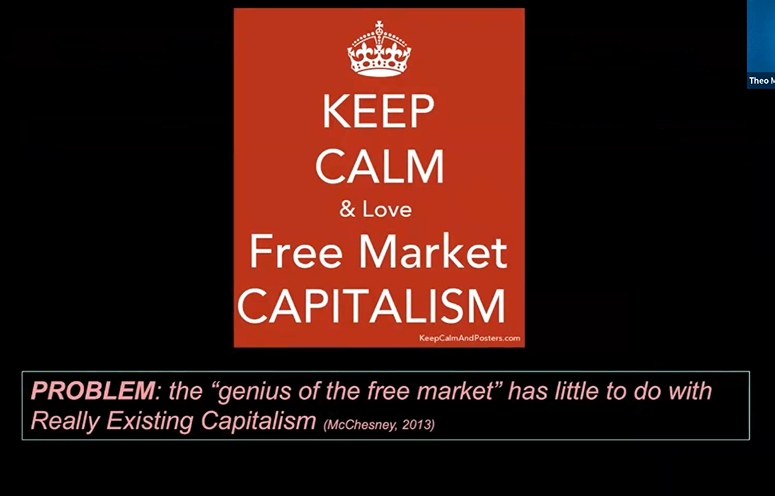 Theo M
KEEP
CALM
& Love
Free Market
CAPITALISM
KeepCalmAndPosters.com
PROBLEM: the “genius of the free market” has little to do with
Really Existing Capitalism (McChesney, 2013)